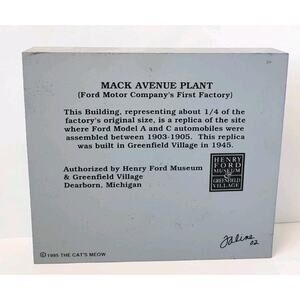 MACK AVENUE PLANT
(Ford Motor Company's First Factory)
This Building, representing about 1/4 of the
factory's original size, is a replica of the site
where Ford Model A and C automobiles were
assembled between 1903-1905. This replica
was built in Greenfield Village in 1945.
Authorized by Henry Ford Museum
& Greenfield Village
Dearborn, Michigan
HENRY
FORD
MUSEUM
&
GREENFIELD
VILLAGE
© 1995 THE CAT'S MEOW
Faline
02